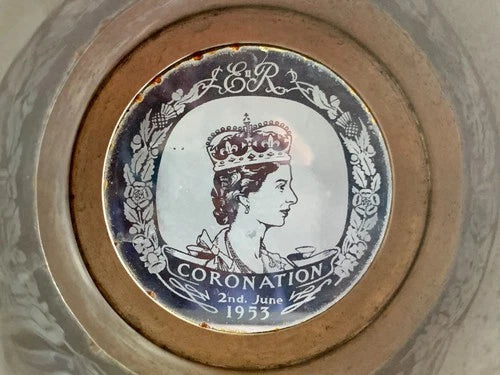 EIIR
CORONATION
2nd. June
1953